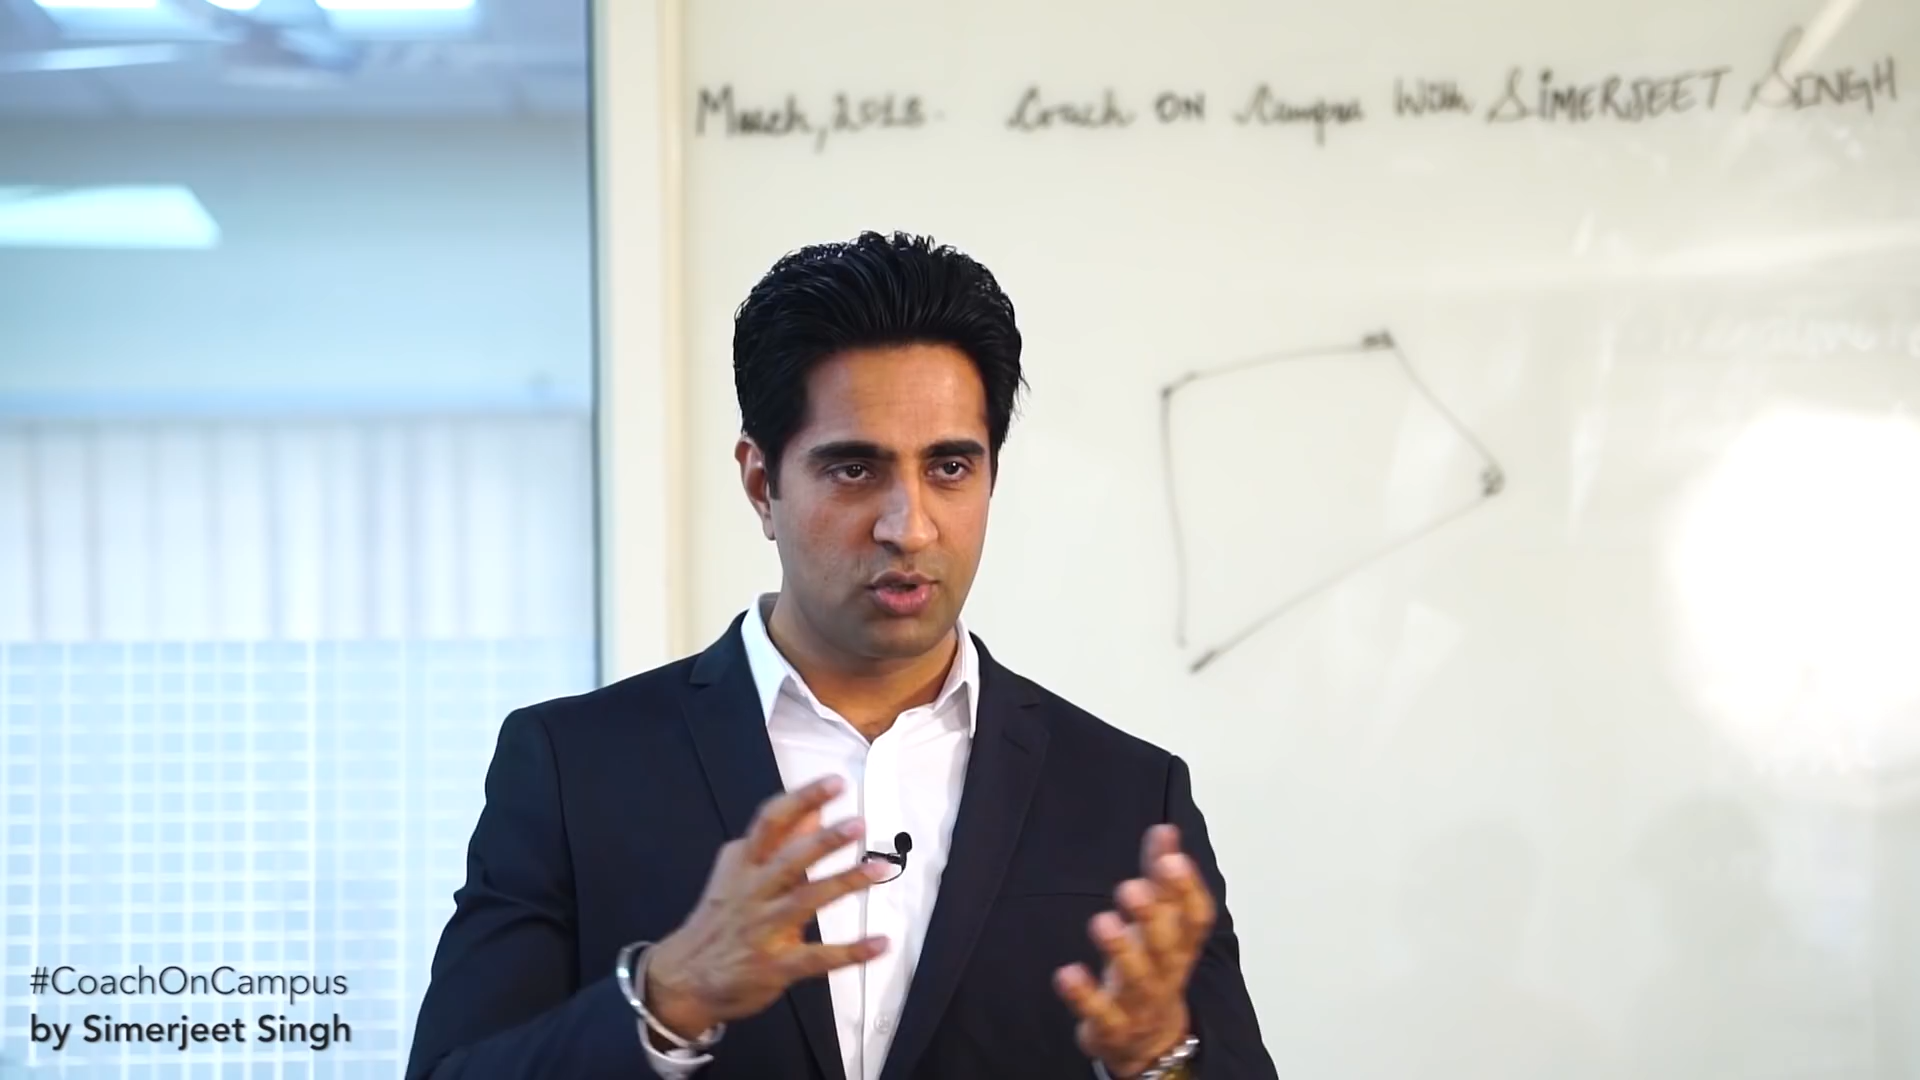 March, 2018. Coach ON Campus With SIMERJEET SINGH
#CoachOnCampus
by Simerjeet Singh